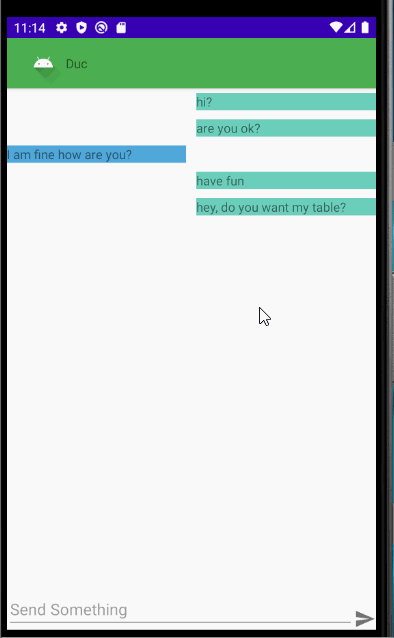 11:14
Duc
hi?
are you ok?
I am fine how are you?
have fun
hey, do you want my table?
Send Something